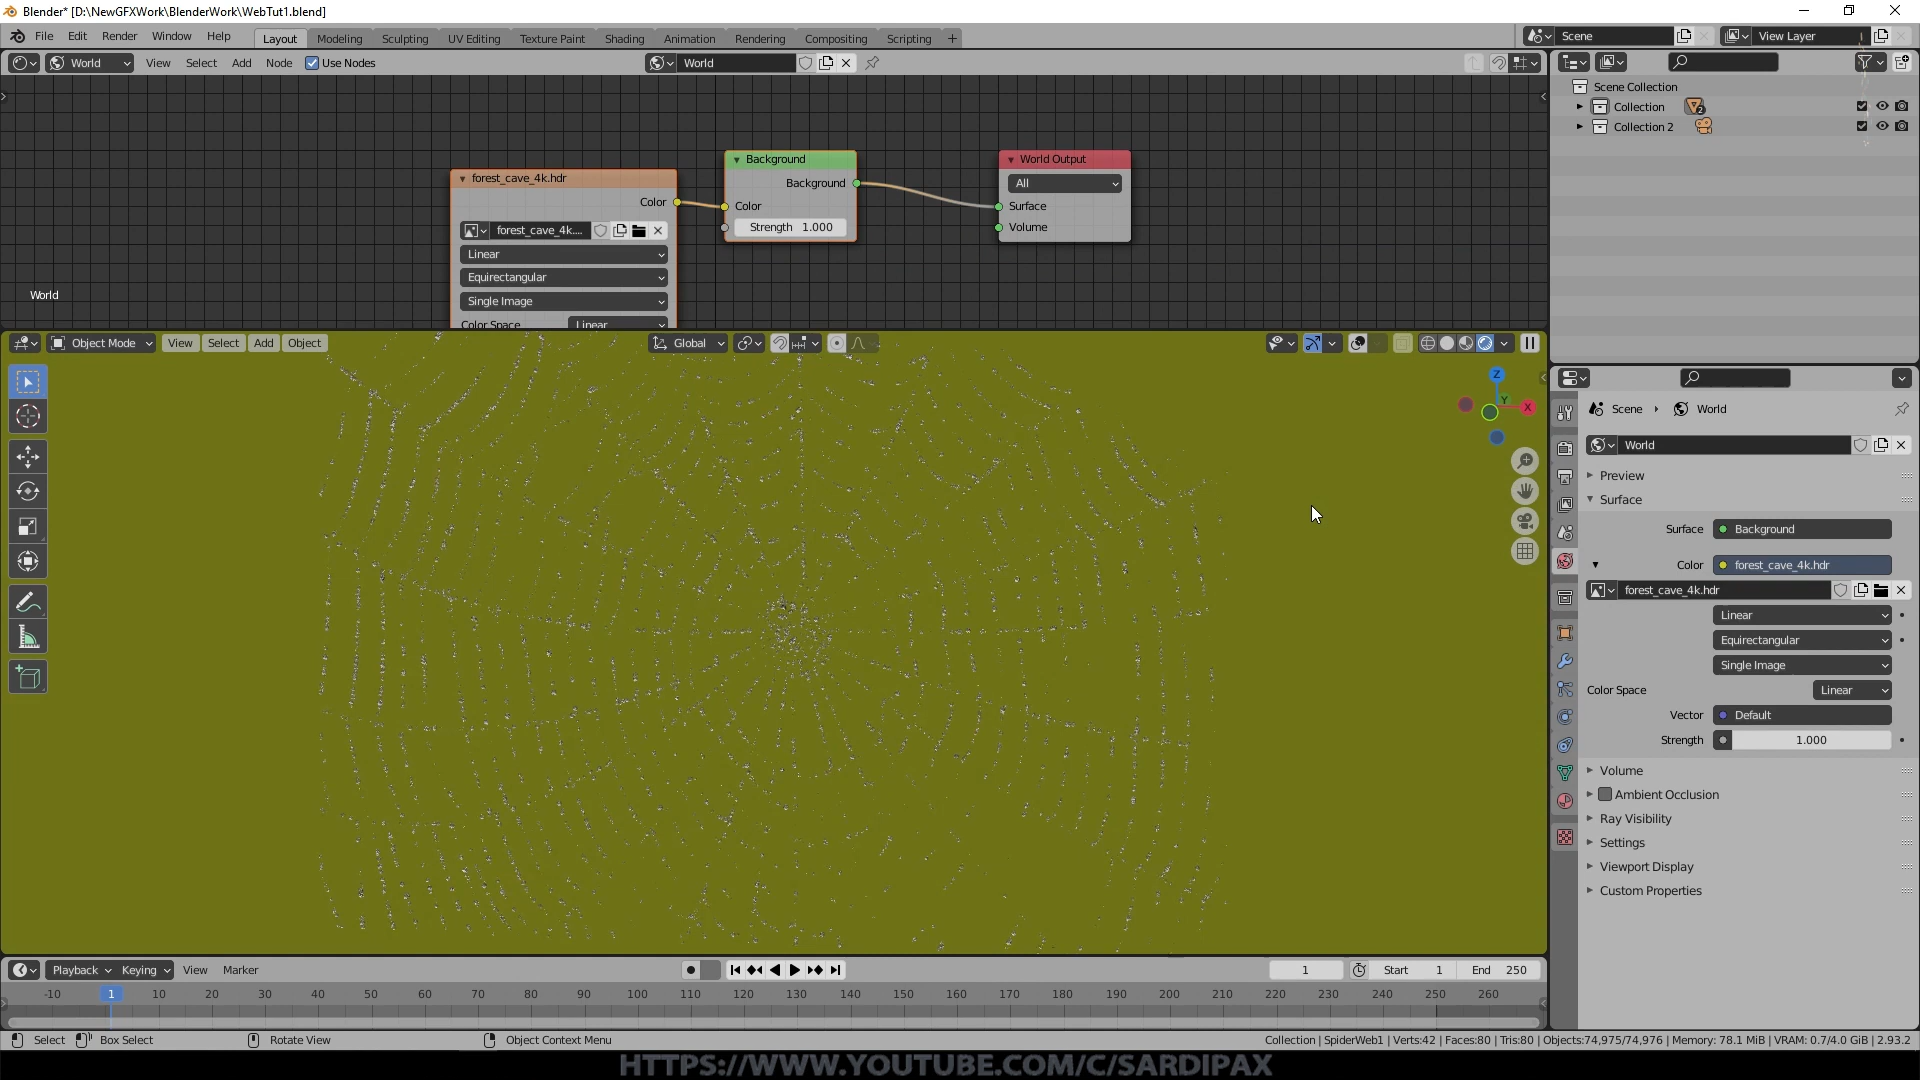 Blender* [D:\NewGFXWork\BlenderWork\WebTut1.blend]
File Edit Render Window Help Layout Modeling Sculpting UV Editing Texture Paint Shading Animation Rendering Compositing Scripting + Scene View Layer
World View Select Add Node Use Nodes World
Scene Collection
Collection 2
Collection 2
forest_cave_4k.hdr
Color
forest_cave_4k....
Linear
Equirectangular
Single Image
Color Space Linear
Background
Background
Color
Strength 1.000
World Output
All
Surface
Volume
World
Object Mode View Select Add Object Global
Z
Y
X
Scene World
World
Preview
Surface
Surface Background
Color forest_cave_4k.hdr
forest_cave_4k.hdr
Linear
Equirectangular
Single Image
Color Space Linear
Vector Default
Strength 1.000
Volume
Ambient Occlusion
Ray Visibility
Settings
Viewport Display
Custom Properties
Playback Keying View Marker 1 Start 1 End 250
-10 1 10 20 30 40 50 60 70 80 90 100 110 120 130 140 150 160 170 180 190 200 210 220 230 240 250 260
Select Box Select Rotate View Object Context Menu Collection | SpiderWeb1 | Verts:42 | Faces:80 | Tris:80 | Objects:74,975/74,976 | Memory: 78.1 MiB | VRAM: 0.7/4.0 GiB | 2.93.2
HTTPS://WWW.YOUTUBE.COM/C/SARDIPAX